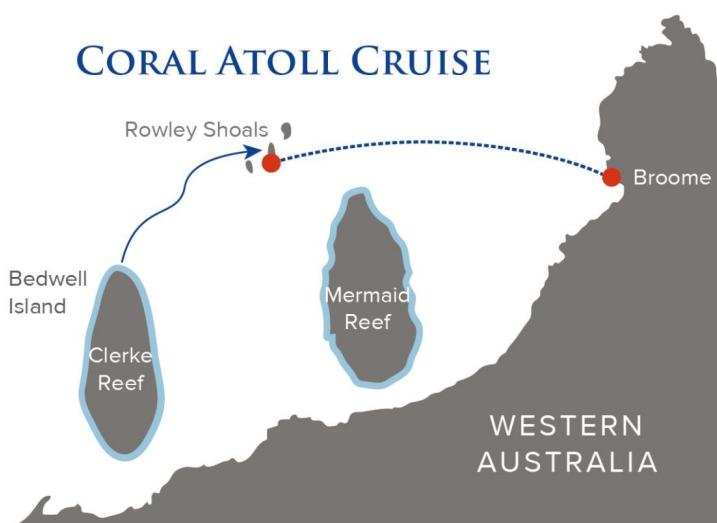 CORAL ATOLL CRUISE
Rowley Shoals
Broome
Bedwell
Island
Mermaid
Reef
Clerke
Reef
WESTERN
AUSTRALIA